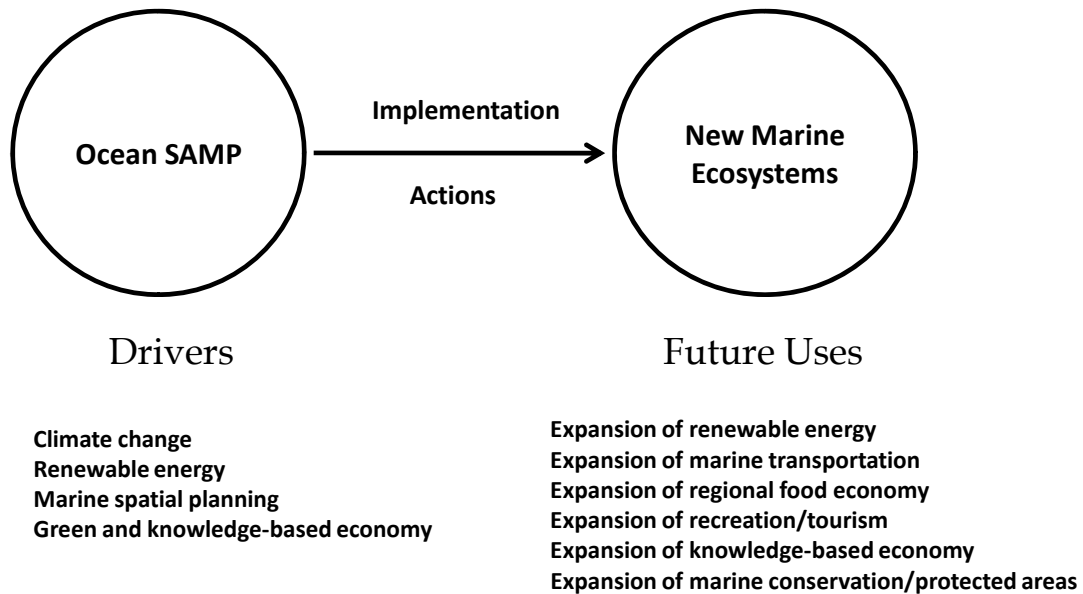 Ocean SAMP
Implementation
Actions
New Marine
Ecosystems
Drivers
Climate change
Renewable energy
Marine spatial planning
Green and knowledge-based economy
Future Uses
Expansion of renewable energy
Expansion of marine transportation
Expansion of regional food economy
Expansion of recreation/tourism
Expansion of knowledge-based economy
Expansion of marine conservation/protected areas